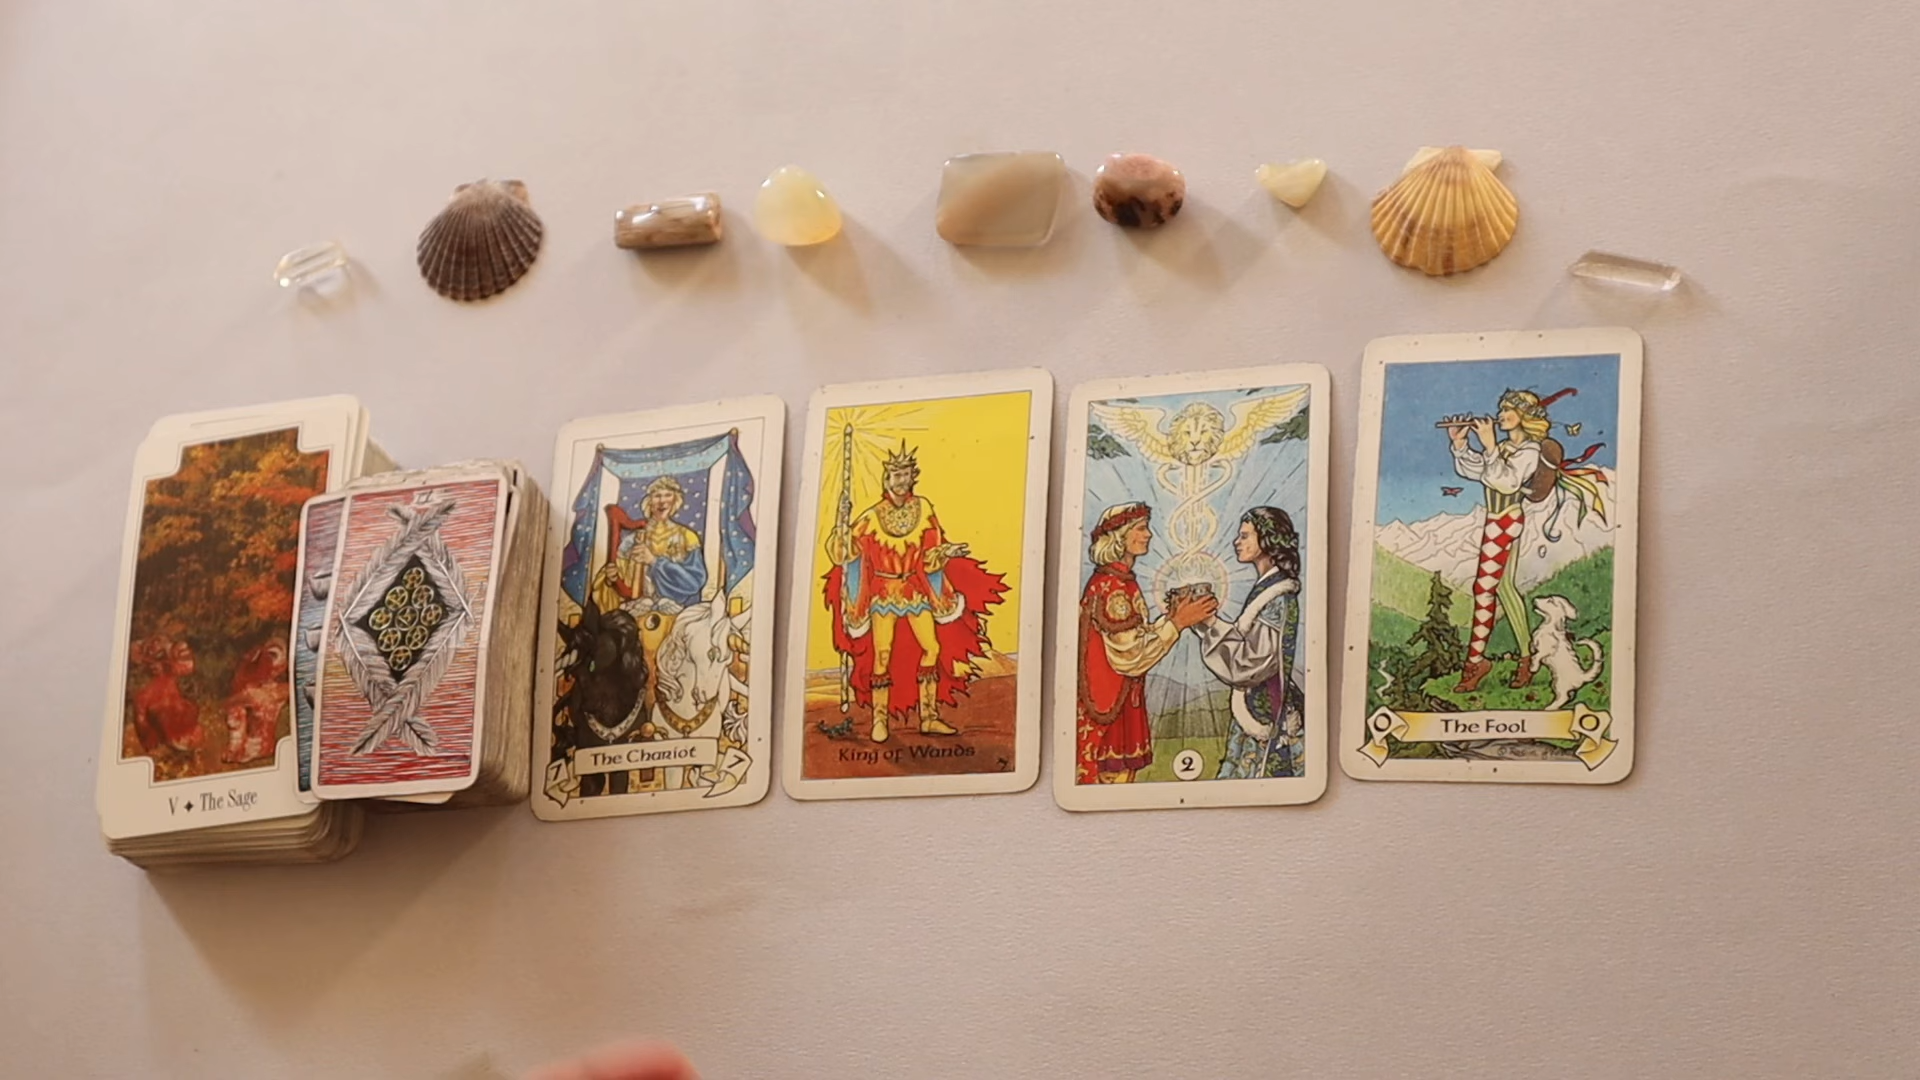 V ♦ The Sage
The Chariot
7 7
King of Wands
2
The Fool
0 0